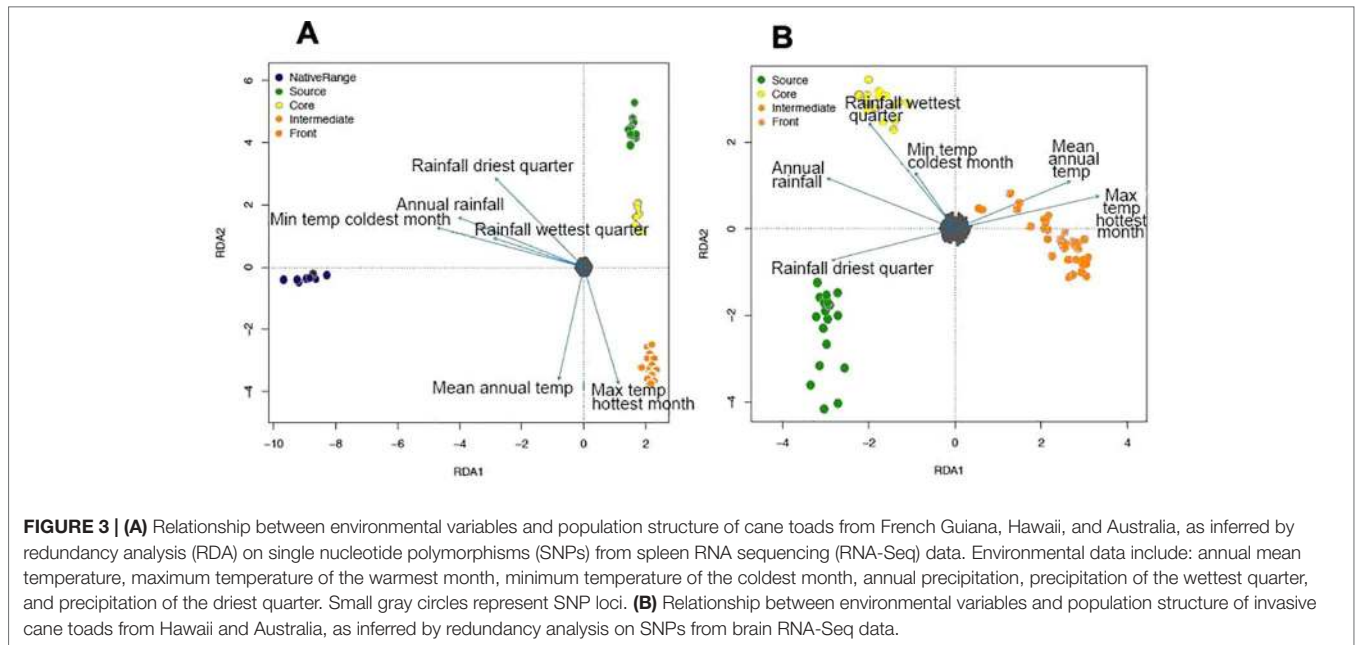 A
NativeRange
Source
Core
Intermediate
Front
6
4
2
0
−2
−4
RDA2
Rainfall driest quarter
Annual rainfall
Min temp coldest month
Rainfall wettest quarter
Mean annual temp
Max temp
hottest month
−10
−8
−6
−4
−2
0
2
RDA1
B
Source
Core
Intermediate
Front
2
0
−2
−4
RDA2
Rainfall wettest
quarter
Min temp
coldest month
Mean
annual
temp
Annual
rainfall
Max
temp
hottest
month
Rainfall driest quarter
−4
−2
0
2
4
RDA1
FIGURE 3 | (A) Relationship between environmental variables and population structure of cane toads from French Guiana, Hawaii, and Australia, as inferred by
redundancy analysis (RDA) on single nucleotide polymorphisms (SNPs) from spleen RNA sequencing (RNA-Seq) data. Environmental data include: annual mean
temperature, maximum temperature of the warmest month, minimum temperature of the coldest month, annual precipitation, precipitation of the wettest quarter,
and precipitation of the driest quarter. Small gray circles represent SNP loci. (B) Relationship between environmental variables and population structure of invasive
cane toads from Hawaii and Australia, as inferred by redundancy analysis on SNPs from brain RNA-Seq data.